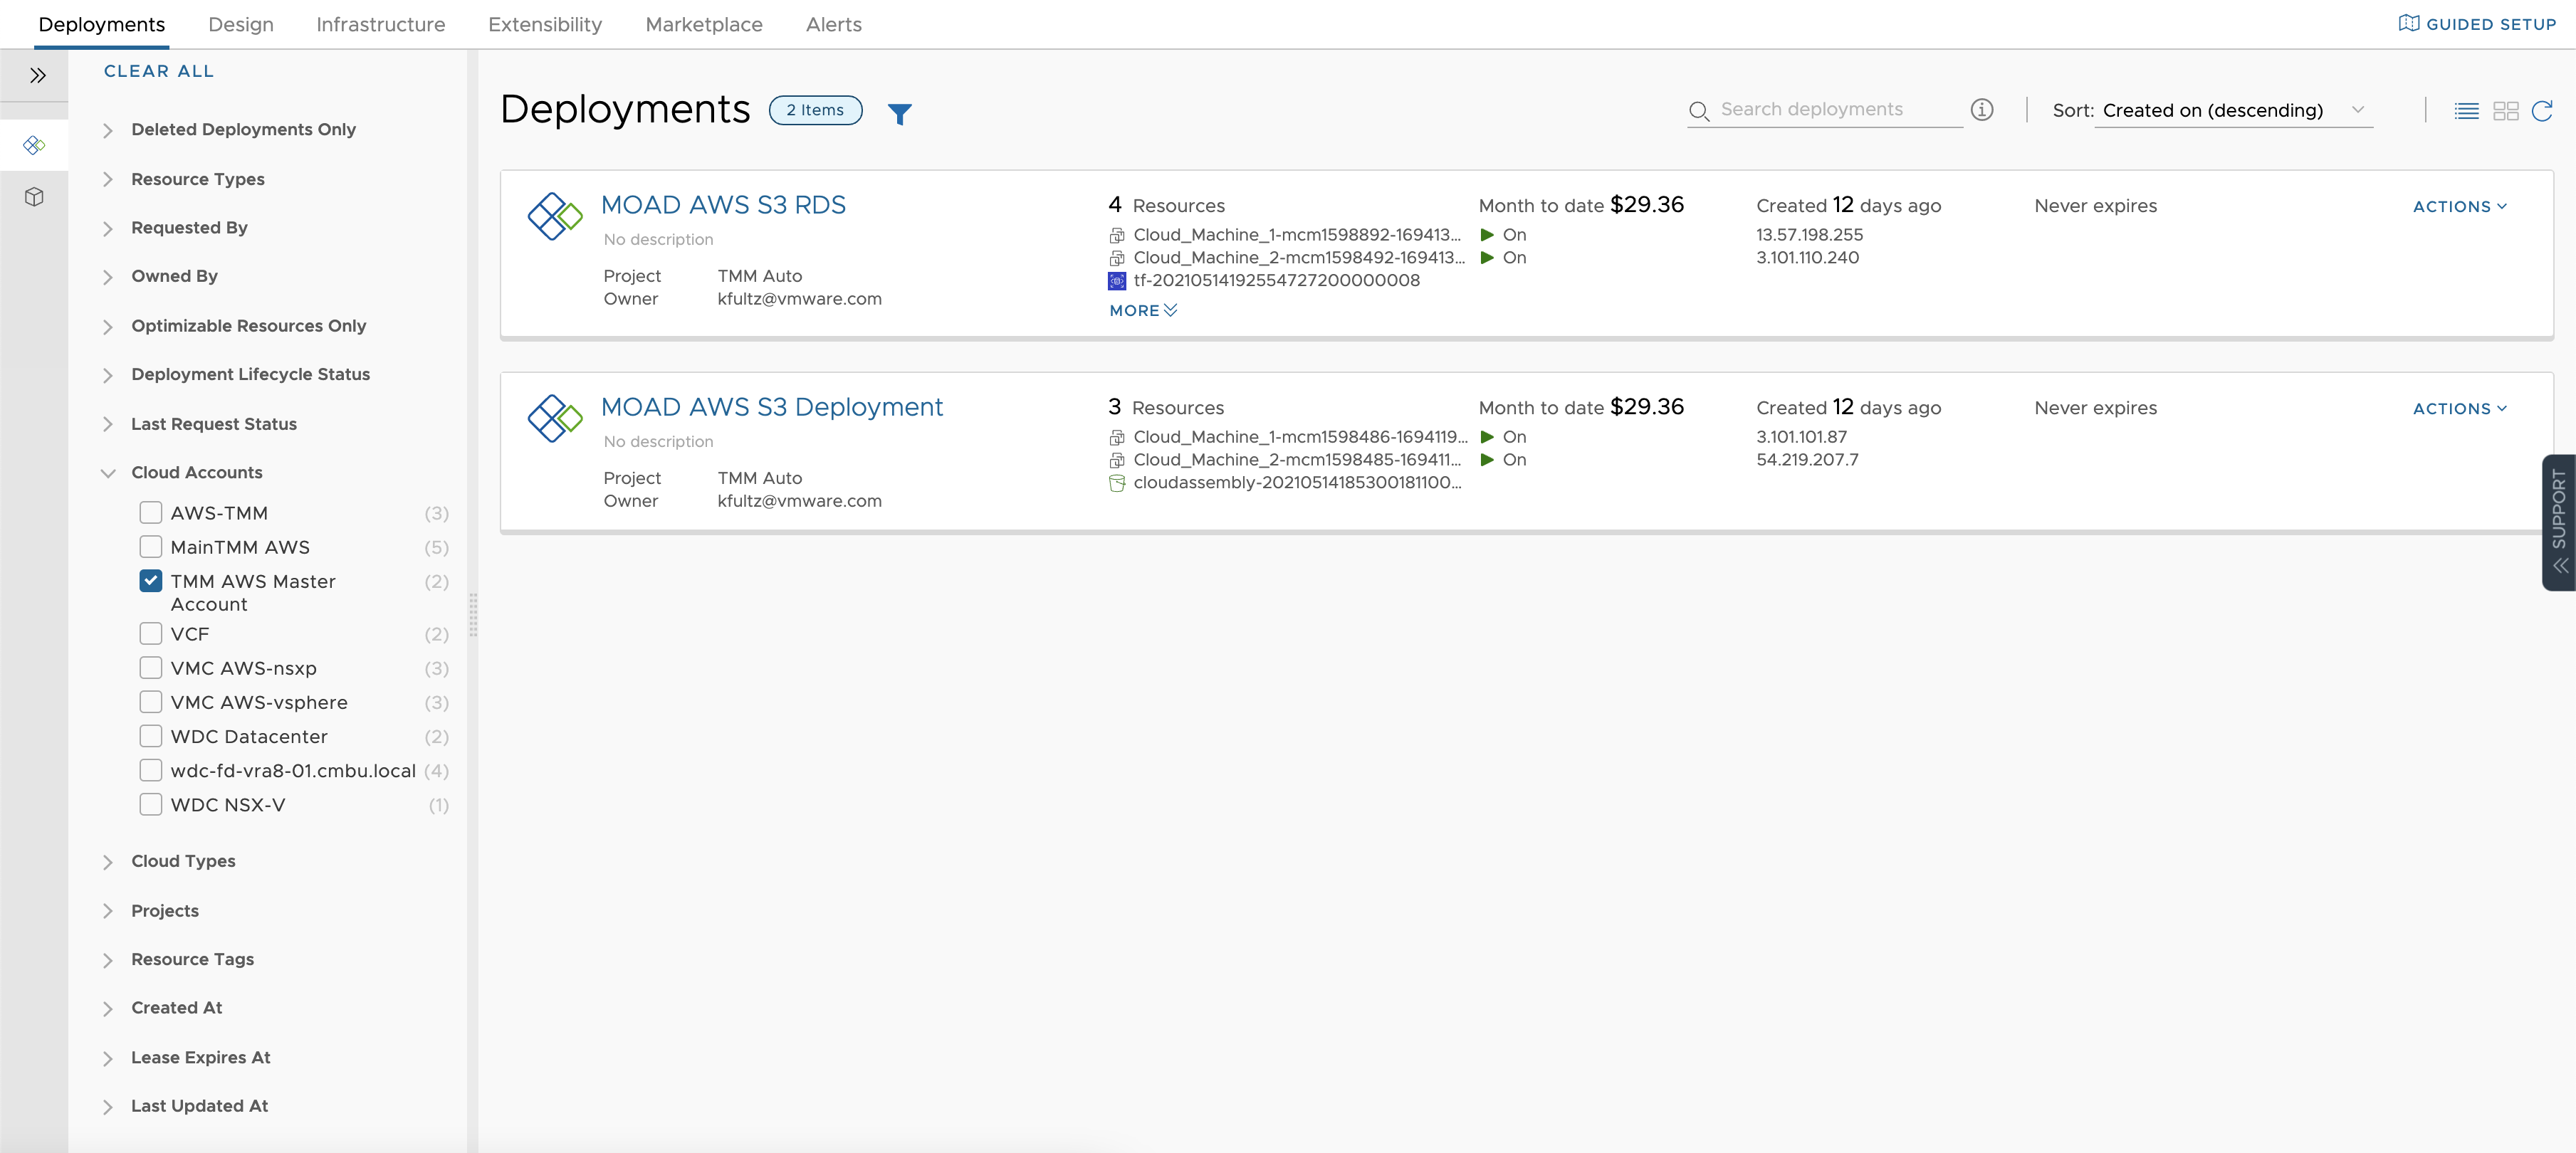 Deployments
Design
Infrastructure
Extensibility
Marketplace
Alerts
GUIDED SETUP
CLEAR ALL
Deleted Deployments Only
Resource Types
Requested By
Owned By
Optimizable Resources Only
Deployment Lifecycle Status
Last Request Status
Cloud Accounts
AWS-TMM (3)
MainTMM AWS (5)
TMM AWS Master (2)
Account
VCF (2)
VMC AWS-nsxp (3)
VMC AWS-vsphere (3)
WDC Datacenter (2)
wdc-fd-vra8-01.cmbu.local (4)
WDC NSX-V (1)
Cloud Types
Projects
Resource Tags
Created At
Lease Expires At
Last Updated At
Deployments 2 Items
Search deployments
Sort: Created on (descending)
MOAD AWS S3 RDS
No description
Project TMM Auto
Owner kfultz@vmware.com
4 Resources
Cloud_Machine_1-mcm1598892-169413...
Cloud_Machine_2-mcm1598492-169413...
tf-20210514192554727200000008
MORE
Month to date $29.36
On
On
Created 12 days ago
13.57.198.255
3.101.110.240
Never expires
ACTIONS
MOAD AWS S3 Deployment
No description
Project TMM Auto
Owner kfultz@vmware.com
3 Resources
Cloud_Machine_1-mcm1598486-1694119...
Cloud_Machine_2-mcm1598485-169411...
cloudassembly-20210514185300181100...
Month to date $29.36
On
On
Created 12 days ago
3.101.101.87
54.219.207.7
Never expires
ACTIONS
SUPPORT